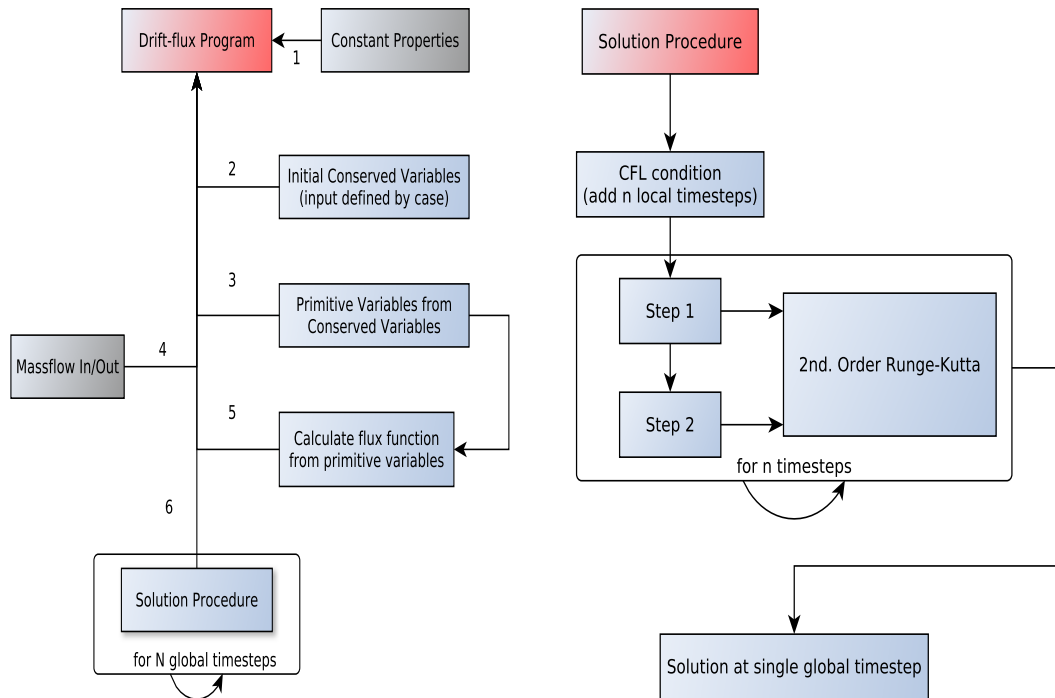 Drift-flux Program
1
Constant Properties
2
Initial Conserved Variables
(input defined by case)
3
Primitive Variables from
Conserved Variables
Massflow In/Out
4
5
Calculate flux function
from primitive variables
6
Solution Procedure
for N global timesteps
Solution Procedure
CFL condition
(add n local timesteps)
Step 1
2nd. Order Runge-Kutta
Step 2
for n timesteps
Solution at single global timestep